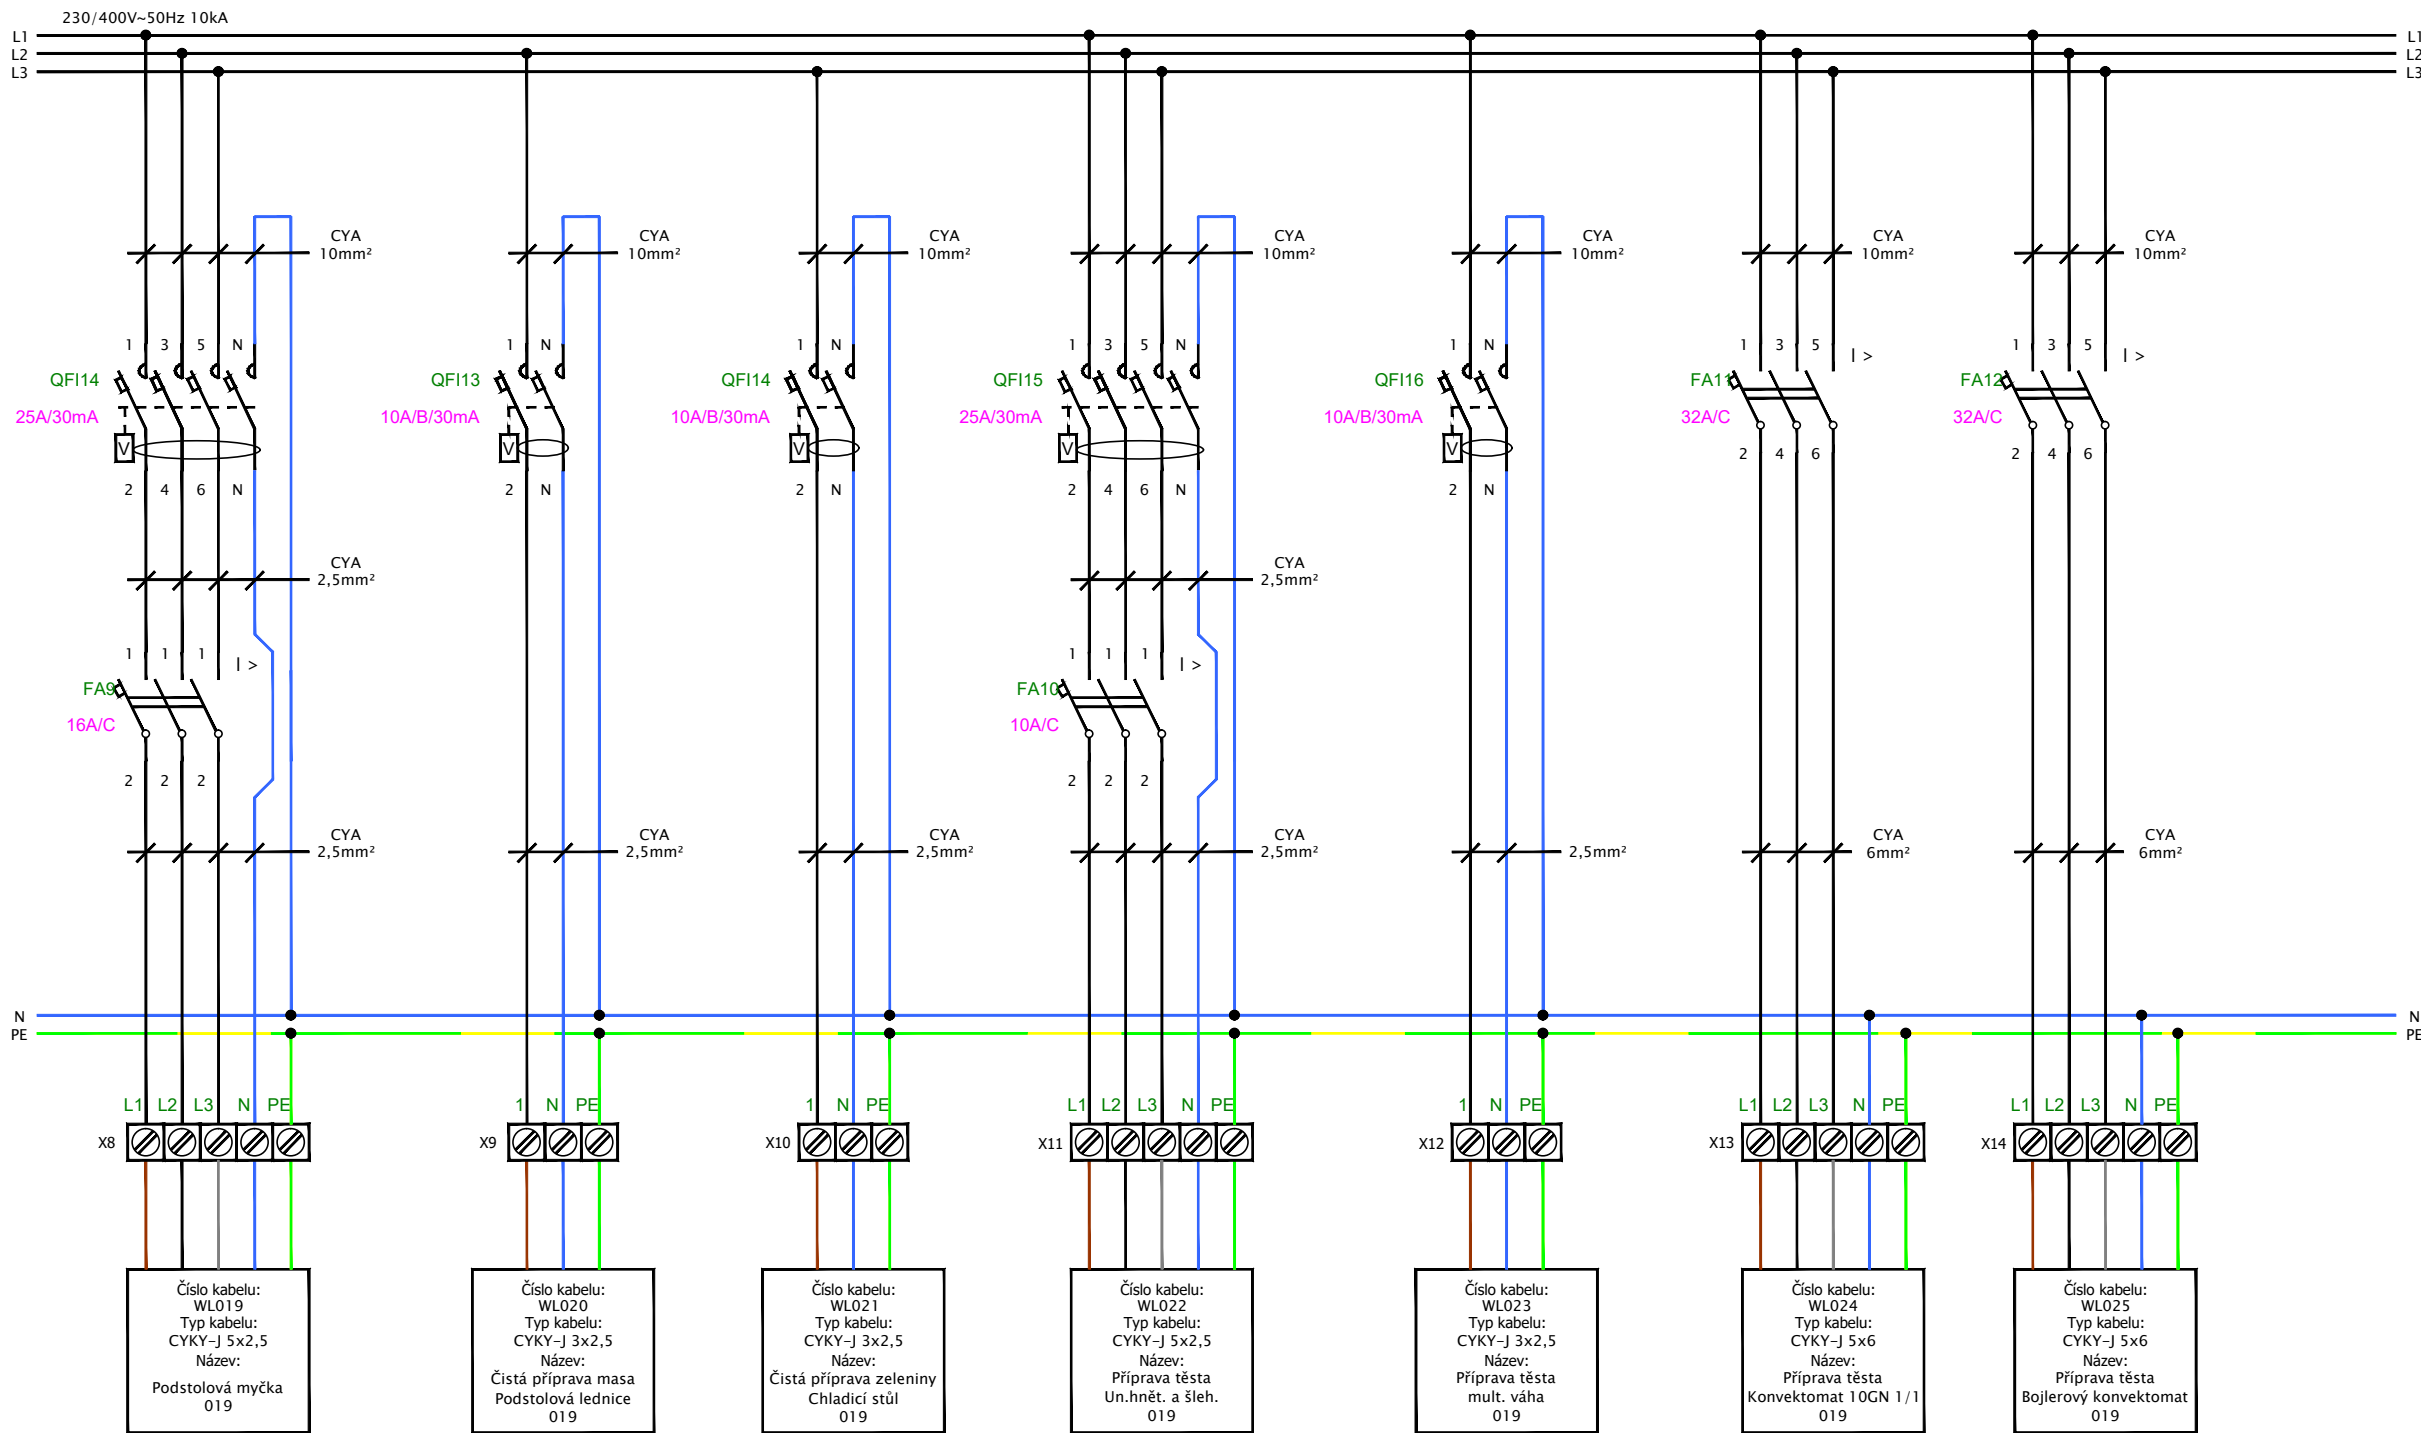 230/400V~50Hz 10kA
L1 L1
L2 L2
L3 L3
CYA CYA CYA CYA CYA CYA CYA
10mm² 10mm² 10mm² 10mm² 10mm² 10mm² 10mm²
1 3 5 N 1 N 1 N 1 3 5 N 1 N 1 3 5 I > 1 3 5 I >
QFI14 QFI13 QFI14 QFI15 QFI16 FA11 FA12
25A/30mA 10A/B/30mA 10A/B/30mA 25A/30mA 10A/B/30mA 32A/C 32A/C
V V V V V
2 4 6 2 4 6
2 4 6 N 2 N 2 N 2 4 6 N 2 N
CYA CYA
2,5mm² 2,5mm²
1 1 1 I > 1 1 1 I >
FA9 FA10
16A/C 10A/C
2 2 2 2 2 2
CYA CYA CYA CYA CYA CYA
2,5mm² 2,5mm² 2,5mm² 2,5mm² 2,5mm² 6mm² 6mm²
N N
PE PE
L1 L2 L3 N PE 1 N PE 1 N PE L1 L2 L3 N PE 1 N PE L1 L2 L3 N PE L1 L2 L3 N PE
X8 X9 X10 X11 X12 X13 X14
Číslo kabelu:
WL019
Typ kabelu:
CYKY-J 5x2,5
Název:
Podstolová myčka
019
Číslo kabelu:
WL020
Typ kabelu:
CYKY-J 3x2,5
Název:
Čistá příprava masa
Podstolová lednice
019
Číslo kabelu:
WL021
Typ kabelu:
CYKY-J 3x2,5
Název:
Čistá příprava zeleniny
Chladicí stůl
019
Číslo kabelu:
WL022
Typ kabelu:
CYKY-J 5x2,5
Název:
Příprava těsta
Un.hnět. a šleh.
019
Číslo kabelu:
WL023
Typ kabelu:
CYKY-J 3x2,5
Název:
Příprava těsta
mult. váha
019
Číslo kabelu:
WL024
Typ kabelu:
CYKY-J 5x6
Název:
Příprava těsta
Konvektomat 10GN 1/1
019
Číslo kabelu:
WL025
Typ kabelu:
CYKY-J 5x6
Název:
Příprava těsta
Bojlerový konvektomat
019